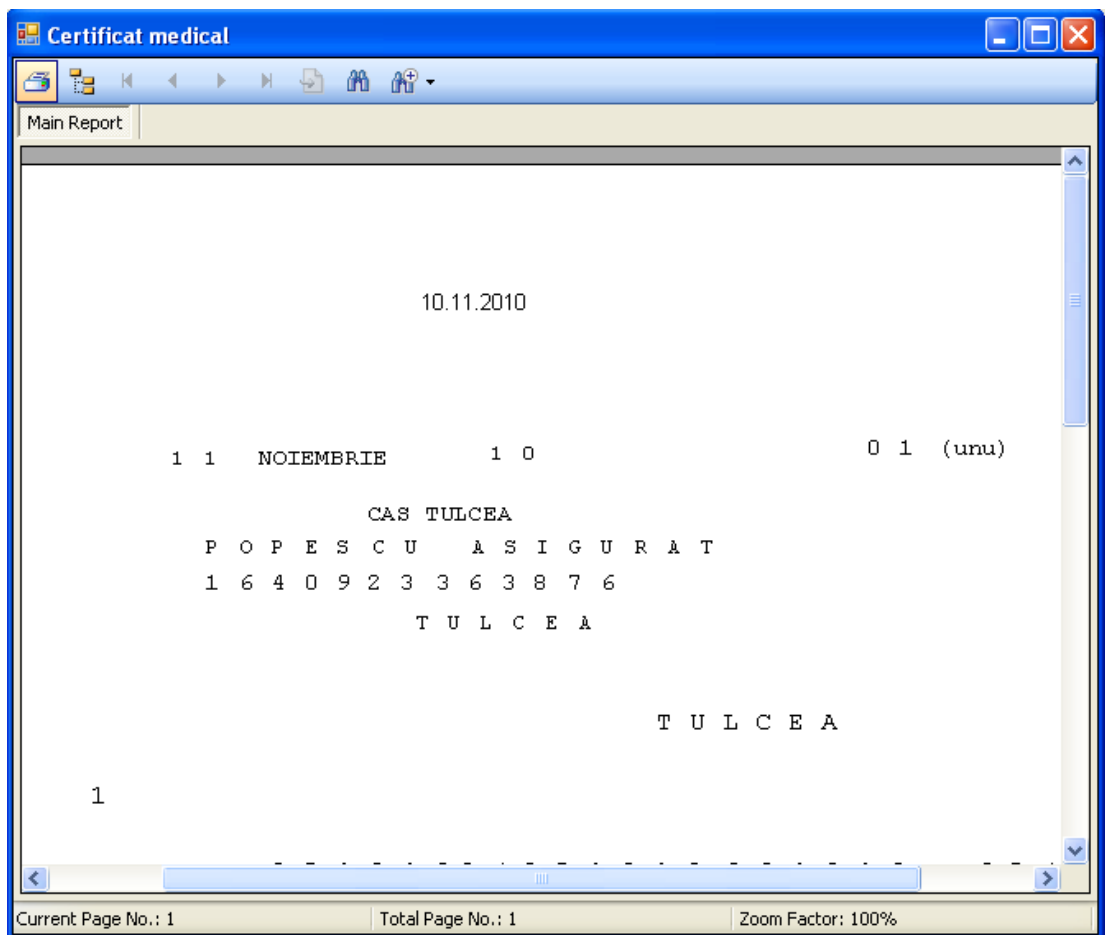 Certificat medical
Main Report
10.11.2010
1 1 NOIEMBRIE 1 0 0 1 (unu)
CAS TULCEA
P O P E S C U A S I G U R A T
1 6 4 0 9 2 3 3 6 3 8 7 6
T U L C E A
T U L C E A
1
Current Page No.: 1 Total Page No.: 1 Zoom Factor: 100%